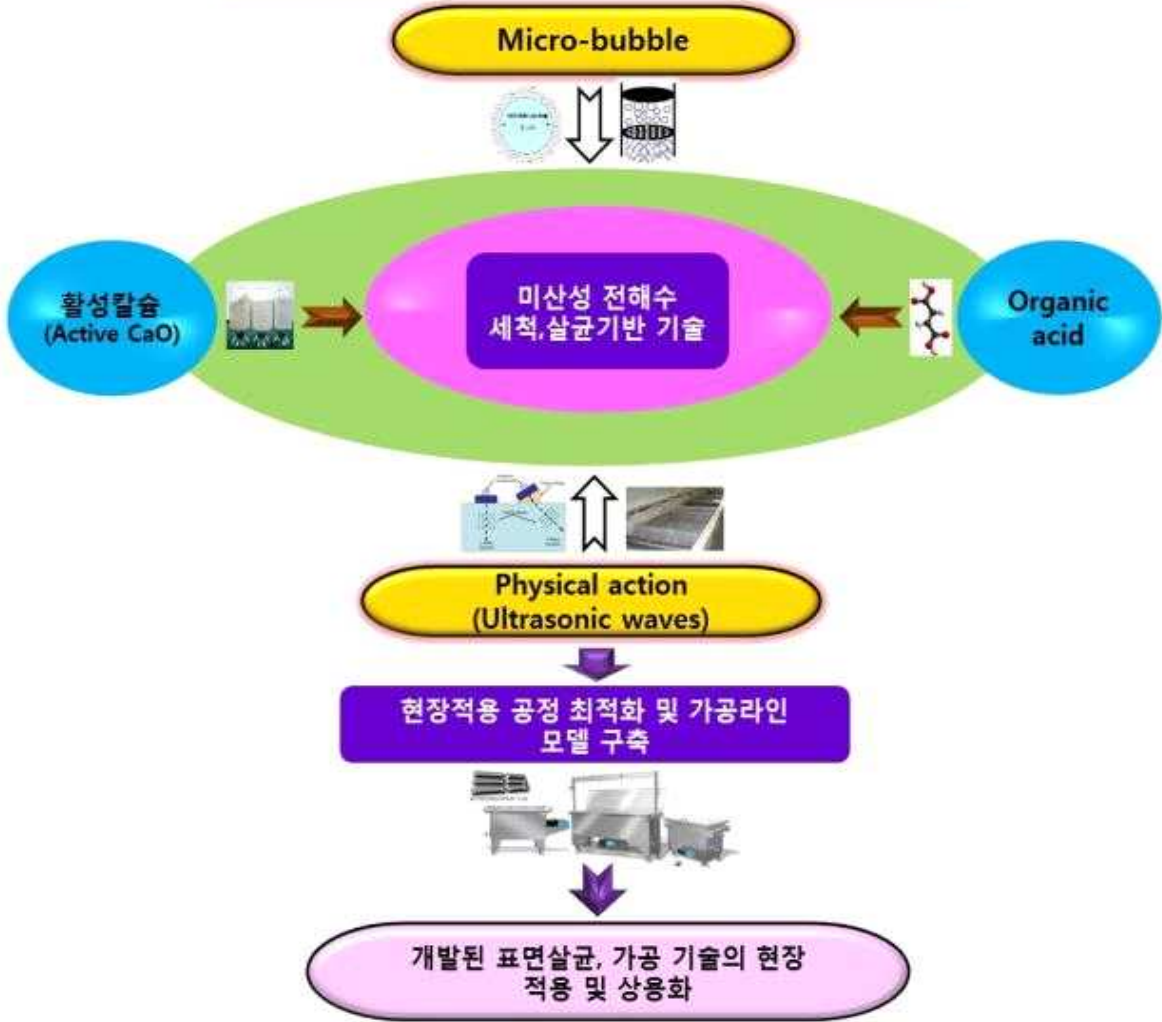 Micro-bubble
활성칼슘
(Active CaO)
미산성 전해수
세척,살균기반 기술
Organic
acid
Physical action
(Ultrasonic waves)
현장적용 공정 최적화 및 가공라인
모델 구축
개발된 표면살균, 가공 기술의 현장
적용 및 상용화